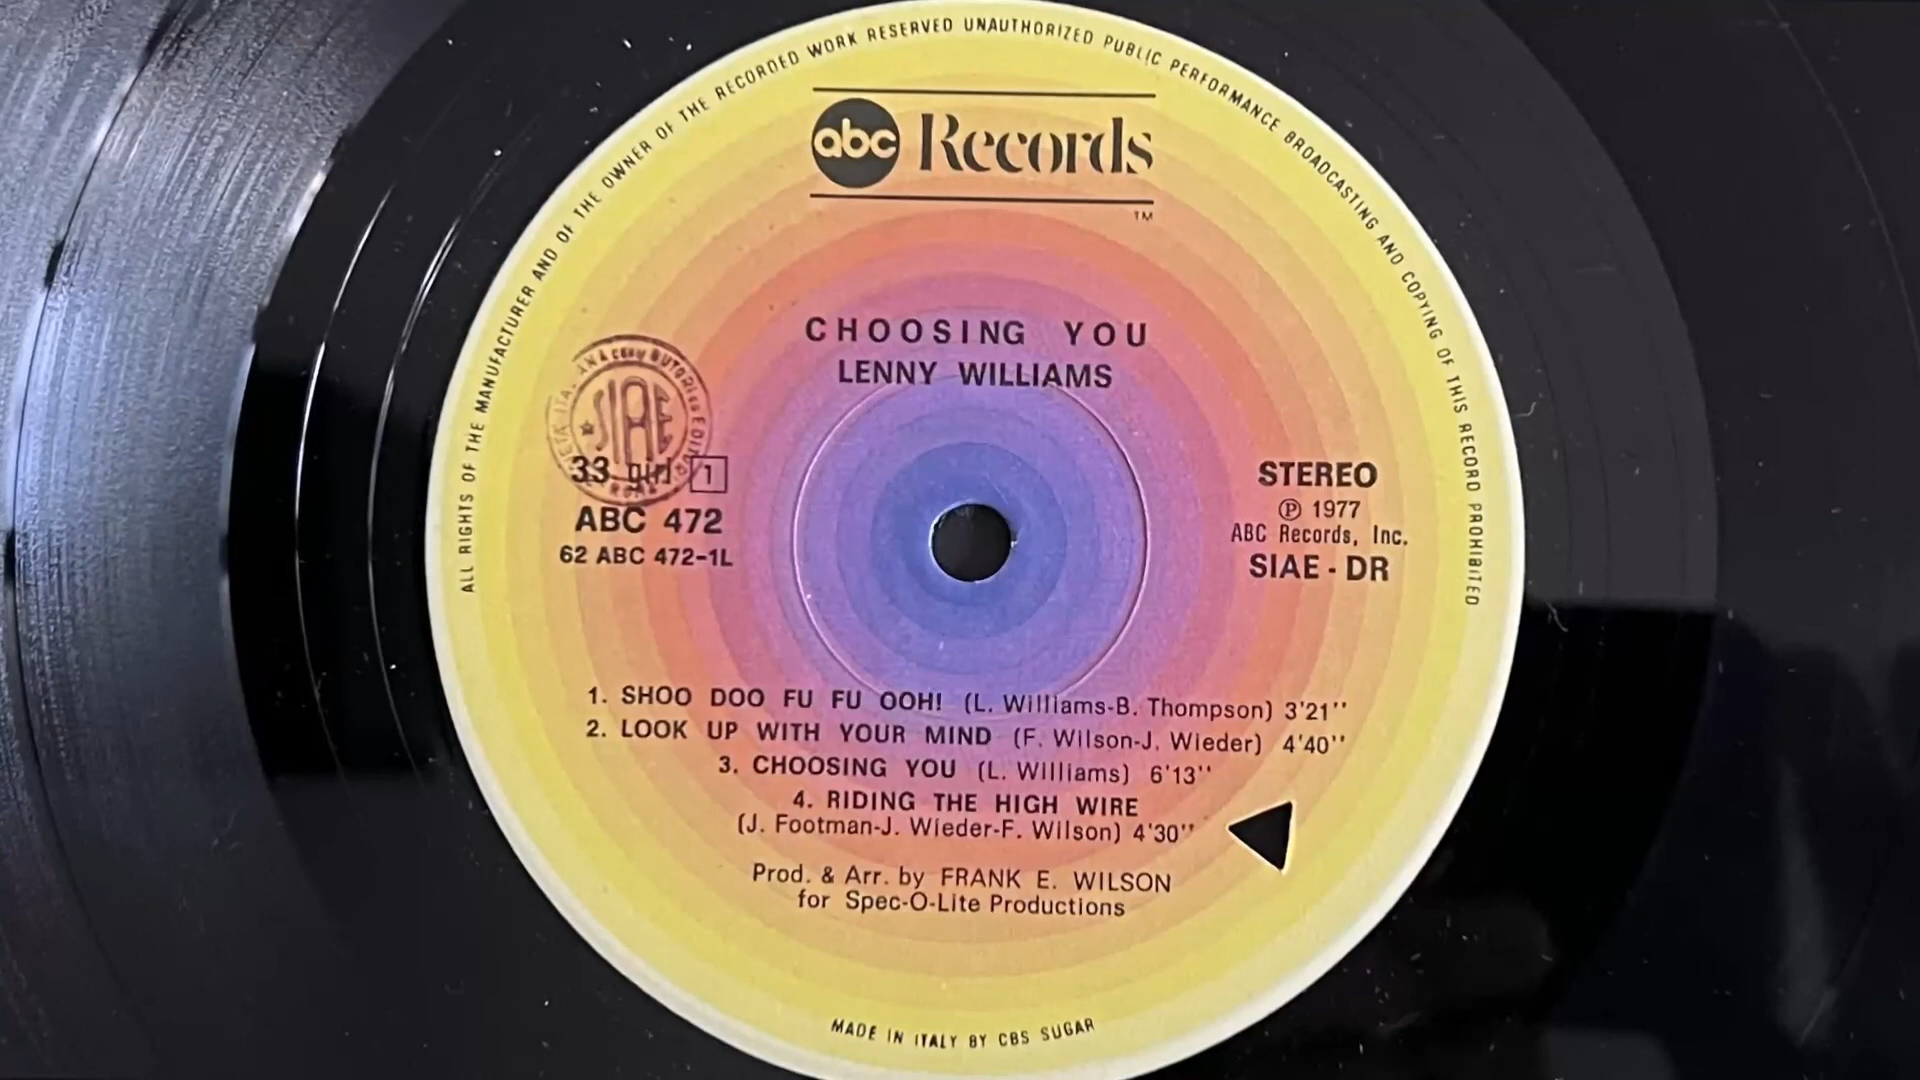 ALL RIGHTS OF THE MANUFACTURER AND OF THE OWNER OF THE RECORDED WORK RESERVED UNAUTHORIZED PUBLIC PERFORMANCE BROADCASTING AND COPYING OF THIS RECORD PROHIBITED
abc Records
TM
CHOOSING YOU
LENNY WILLIAMS
SIAE
ROMA
33 giri 1
ABC 472
62 ABC 472-1L
STEREO
℗ 1977
ABC Records, Inc.
SIAE - DR
1. SHOO DOO FU FU OOH! (L. Williams-B. Thompson) 3'21''
2. LOOK UP WITH YOUR MIND (F. Wilson-J. Wieder) 4'40''
3. CHOOSING YOU (L. Williams) 6'13''
4. RIDING THE HIGH WIRE
(J. Footman-J. Wieder-F. Wilson) 4'30''
Prod. & Arr. by FRANK E. WILSON
for Spec-O-Lite Productions
MADE IN ITALY BY CBS SUGAR